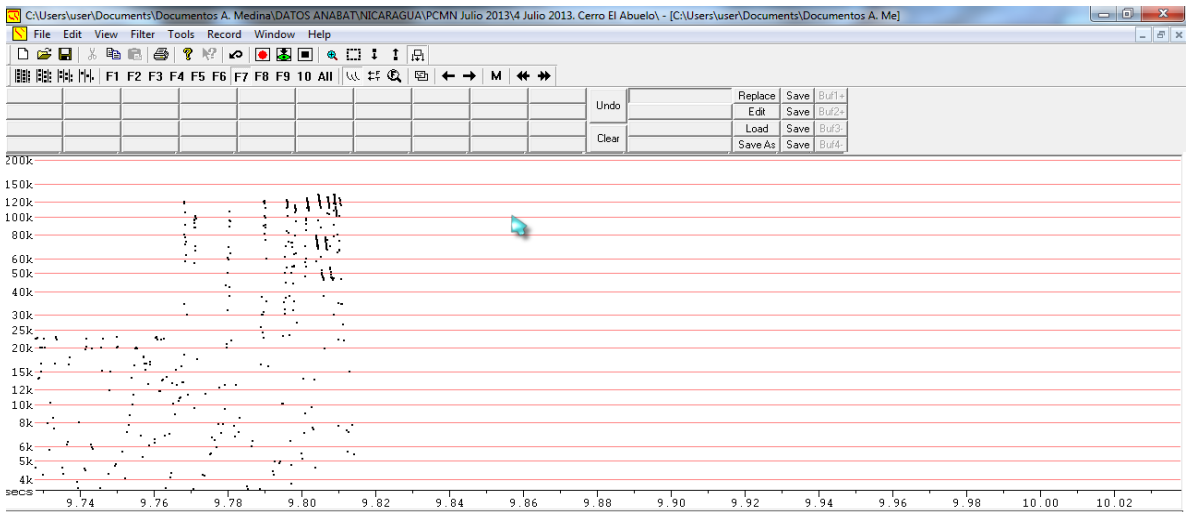 C:\Users\user\Documents\Documentos A. Medina\DATOS ANABAT\NICARAGUA\PCMN Julio 2013\4 Julio 2013. Cerro El Abuelo\ - [C:\Users\user\Documents\Documentos A. Me]
File Edit View Filter Tools Record Window Help
F1 F2 F3 F4 F5 F6 F7 F8 F9 10 All M
Undo Replace Save Buf1+
Edit Save Buf2+
Clear Load Save Buf3-
Save As Save Buf4-
200k
150k
120k
100k
80k
60k
50k
40k
30k
25k
20k
15k
12k
10k
8k
6k
5k
4k
secs 9.74 9.76 9.78 9.80 9.82 9.84 9.86 9.88 9.90 9.92 9.94 9.96 9.98 10.00 10.02